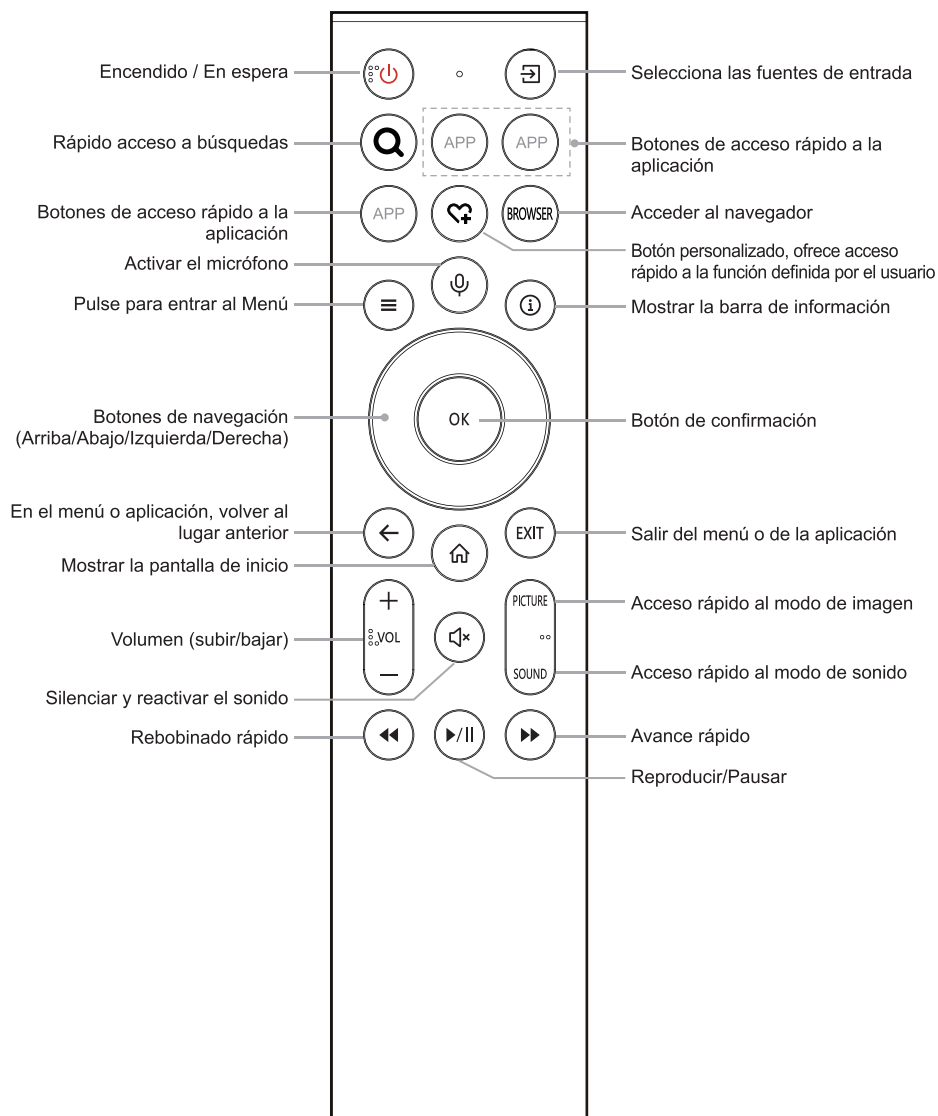 Encendido / En espera
Selecciona las fuentes de entrada
Rápido acceso a búsquedas
APP
APP
Botones de acceso rápido a la
aplicación
Botones de acceso rápido a la
aplicación
APP
BROWSER
Acceder al navegador
Botón personalizado, ofrece acceso
rápido a la función definida por el usuario
Activar el micrófono
Pulse para entrar al Menú
Mostrar la barra de información
Botones de navegación
(Arriba/Abajo/Izquierda/Derecha)
OK
Botón de confirmación
En el menú o aplicación, volver al
lugar anterior
EXIT
Salir del menú o de la aplicación
Mostrar la pantalla de inicio
PICTURE
Acceso rápido al modo de imagen
Volumen (subir/bajar)
VOL
SOUND
Acceso rápido al modo de sonido
Silenciar y reactivar el sonido
Rebobinado rápido
Avance rápido
Reproducir/Pausar